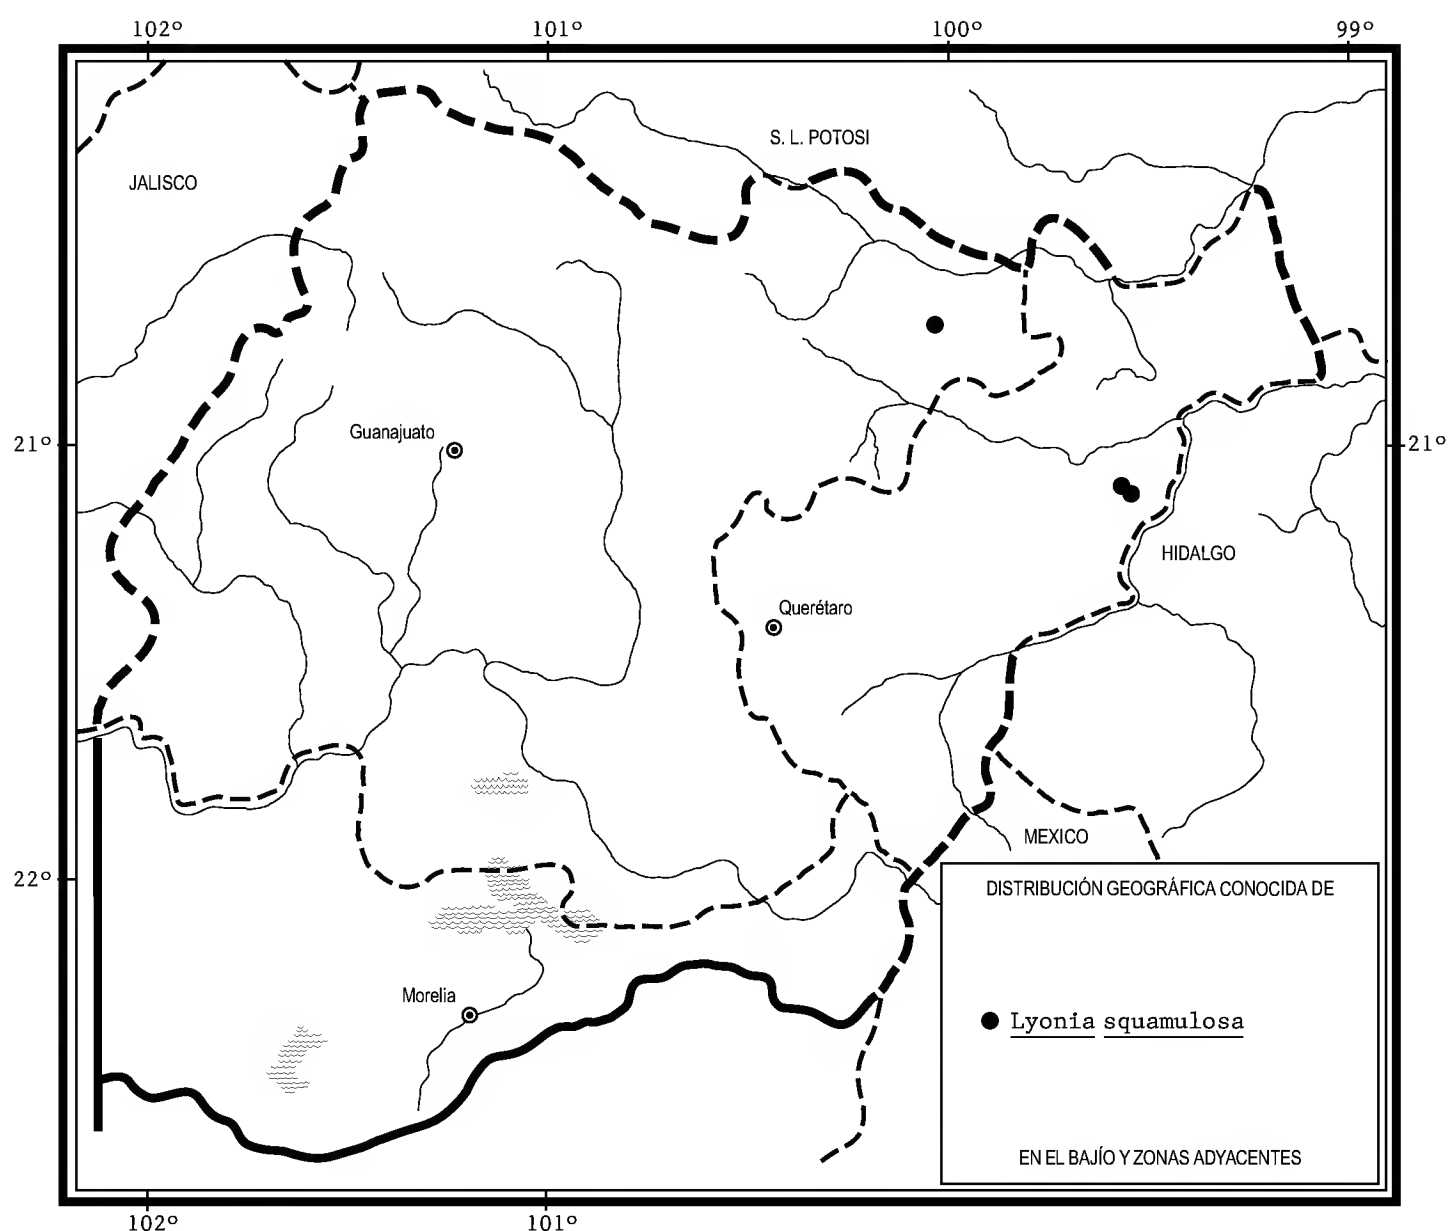 102° 101° 100° 99°
S. L. POTOSI
JALISCO
Guanajuato
21° 21°
HIDALGO
Querétaro
MEXICO
22°
DISTRIBUCIÓN GEOGRÁFICA CONOCIDA DE
Morelia
Lyonia squamulosa
EN EL BAJÍO Y ZONAS ADYACENTES
102° 101°